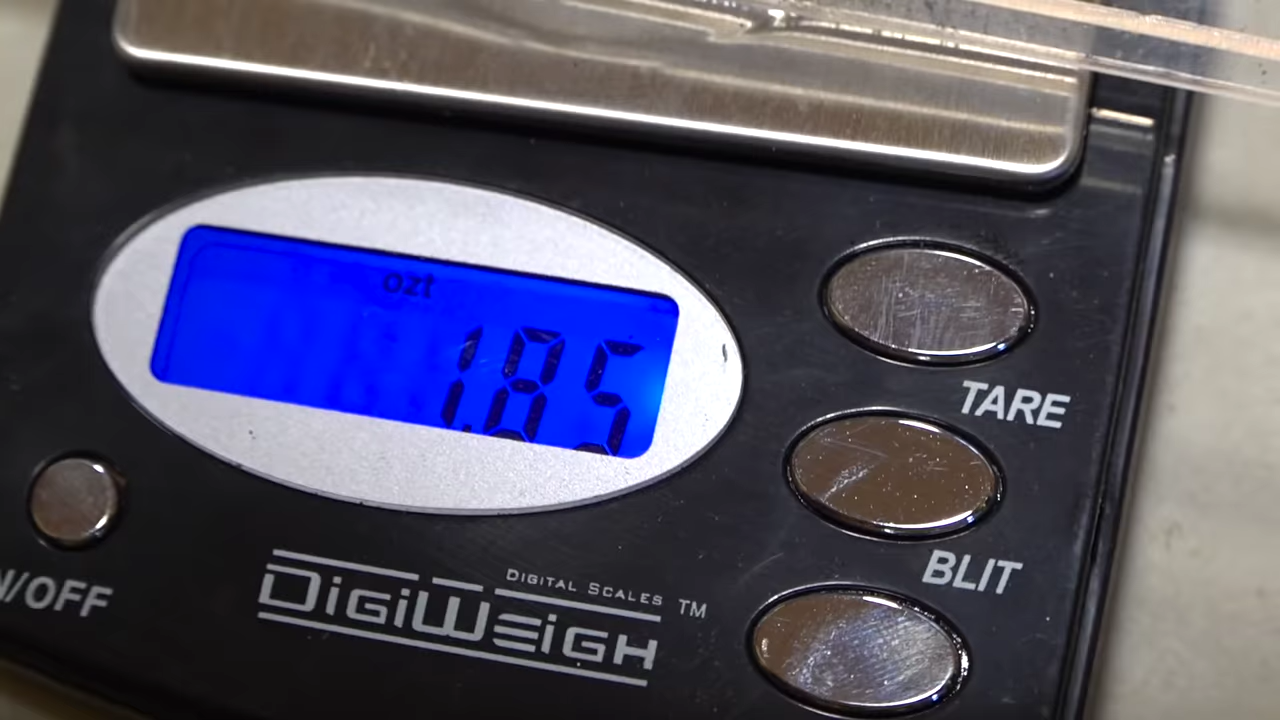 ozt
1.85
TARE
BLIT
N/OFF
DIGITAL SCALES TM
DIGIWEIGH